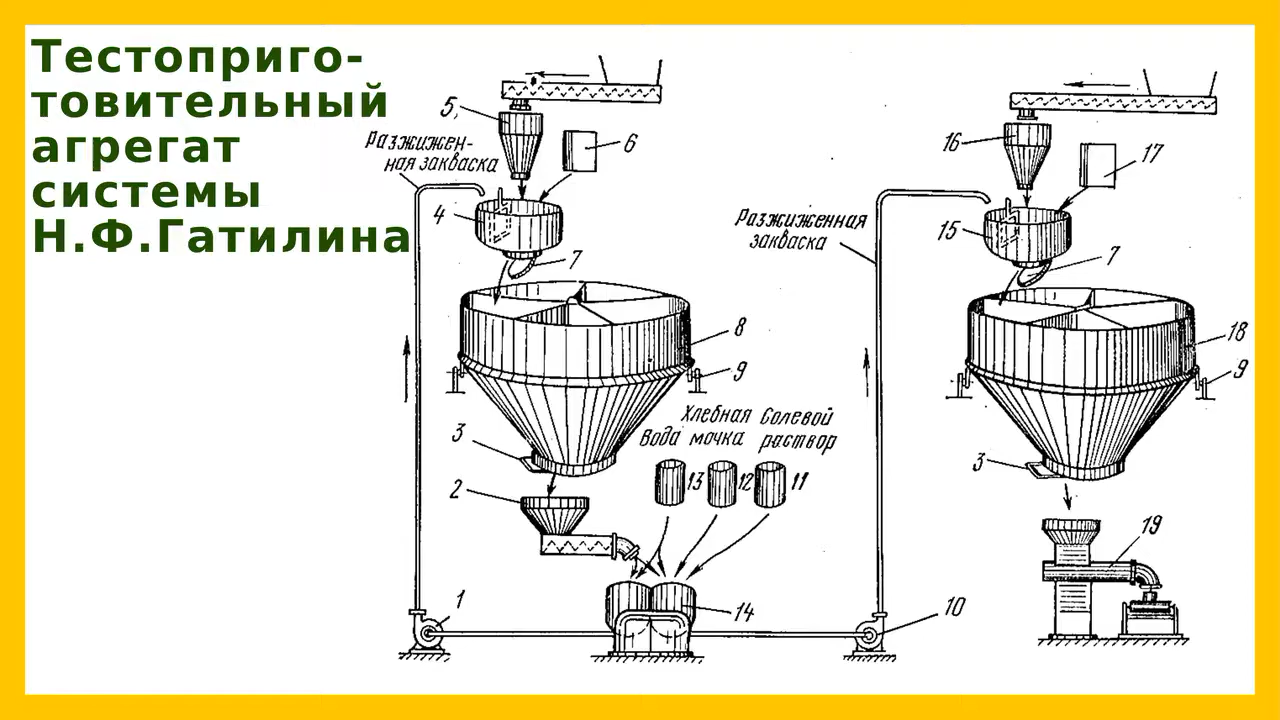 Тестоприго-
товительный
агрегат
системы
Н.Ф.Гатилина
5
6
Разжижен-
ная закваска
4
7
8
9
3
2
Хлебная Солевой
Вода мочка раствор
13 12 11
1
14
10
16
17
Разжиженная
закваска
15
7
18
9
3
19